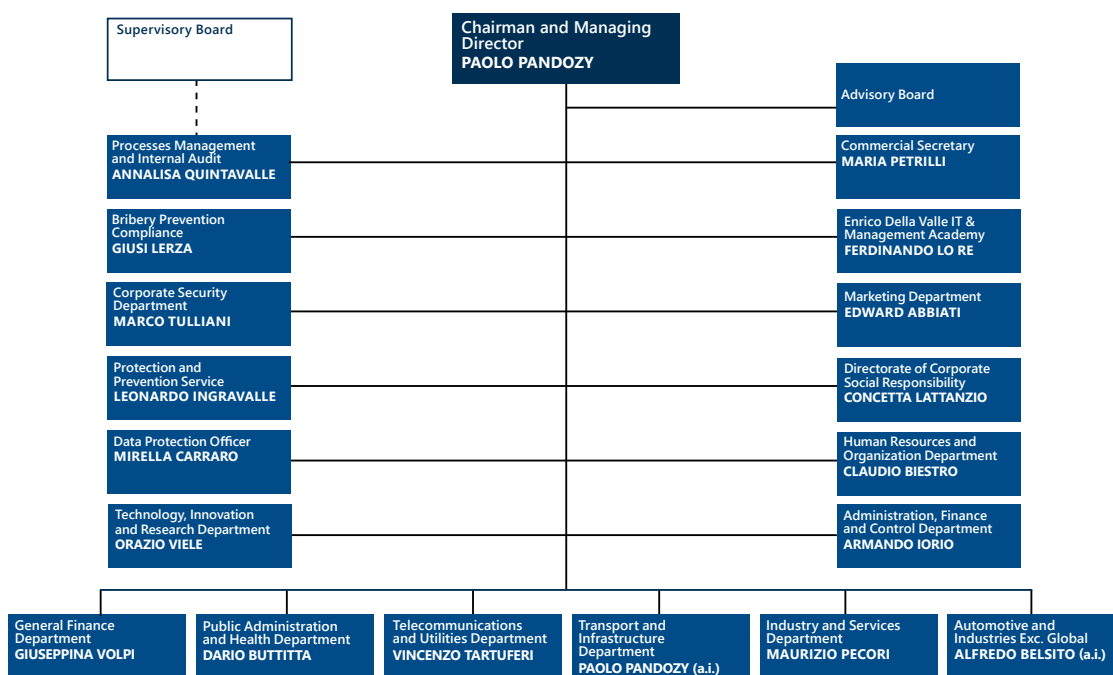 Supervisory Board
Chairman and Managing
Director
PAOLO PANDOZY
Advisory Board
Processes Management
and Internal Audit
ANNALISA QUINTAVALLE
Commercial Secretary
MARIA PETRILLI
Bribery Prevention
Compliance
GIUSI LERZA
Enrico Della Valle IT &
Management Academy
FERDINANDO LO RE
Corporate Security
Department
MARCO TULLIANI
Marketing Department
EDWARD ABBIATI
Protection and
Prevention Service
LEONARDO INGRAVALLE
Directorate of Corporate
Social Responsibility
CONCETTA LATTANZIO
Data Protection Officer
MIRELLA CARRARO
Human Resources and
Organization Department
CLAUDIO BIESTRO
Technology, Innovation
and Research Department
ORAZIO VIELE
Administration, Finance
and Control Department
ARMANDO IORIO
General Finance
Department
GIUSEPPINA VOLPI
Public Administration
and Health Department
DARIO BUTTITTA
Telecommunications
and Utilities Department
VINCENZO TARTUFERI
Transport and
Infrastructure
Department
PAOLO PANDOZY (a.i.)
Industry and Services
Department
MAURIZIO PECORI
Automotive and
Industries Exc. Global
ALFREDO BELSITO (a.i.)